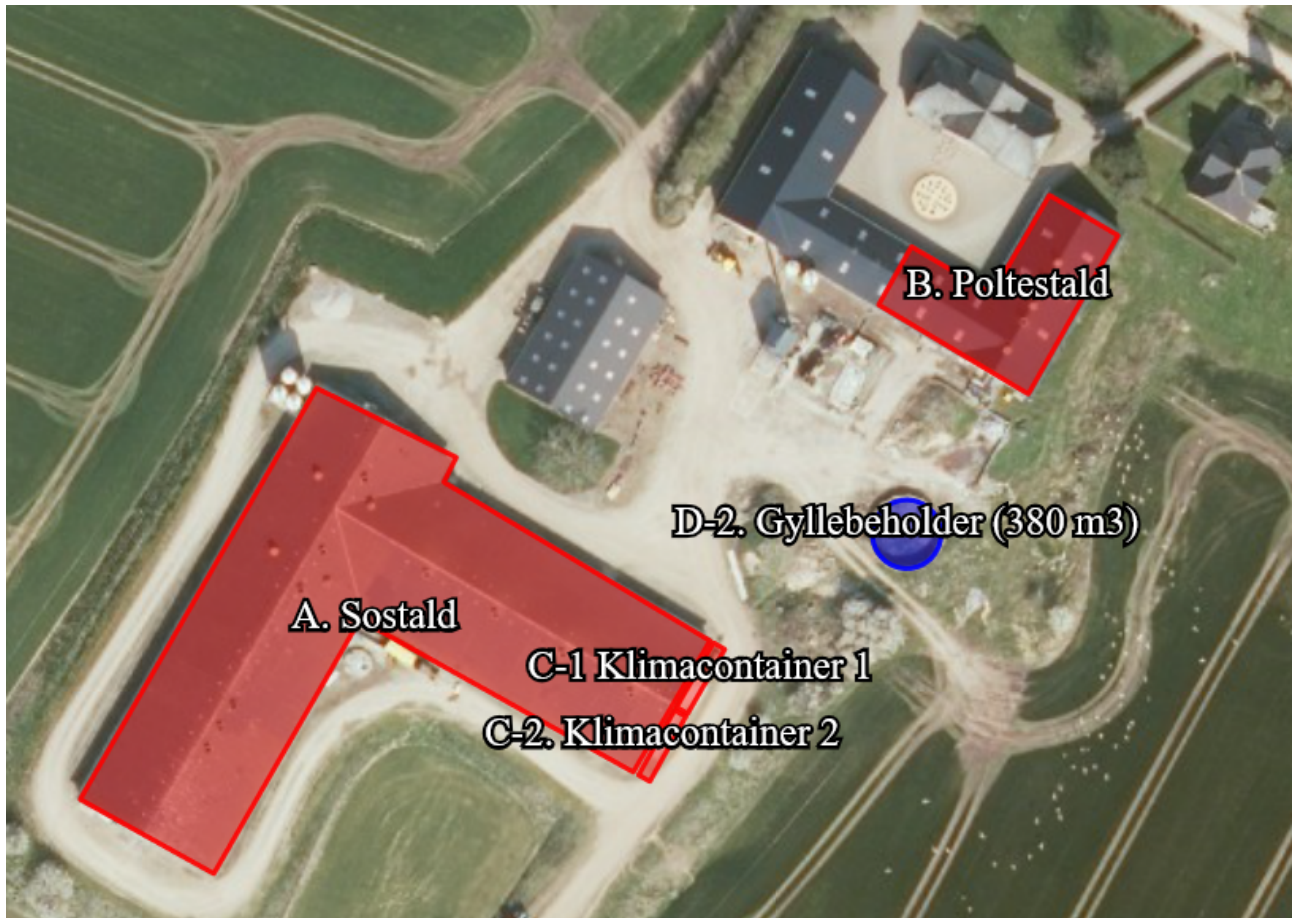 B. Poltestald
D-2. Gyllebeholder (380 m3)
A. Sostald
C-1 Klimacontainer 1
C-2. Klimacontainer 2